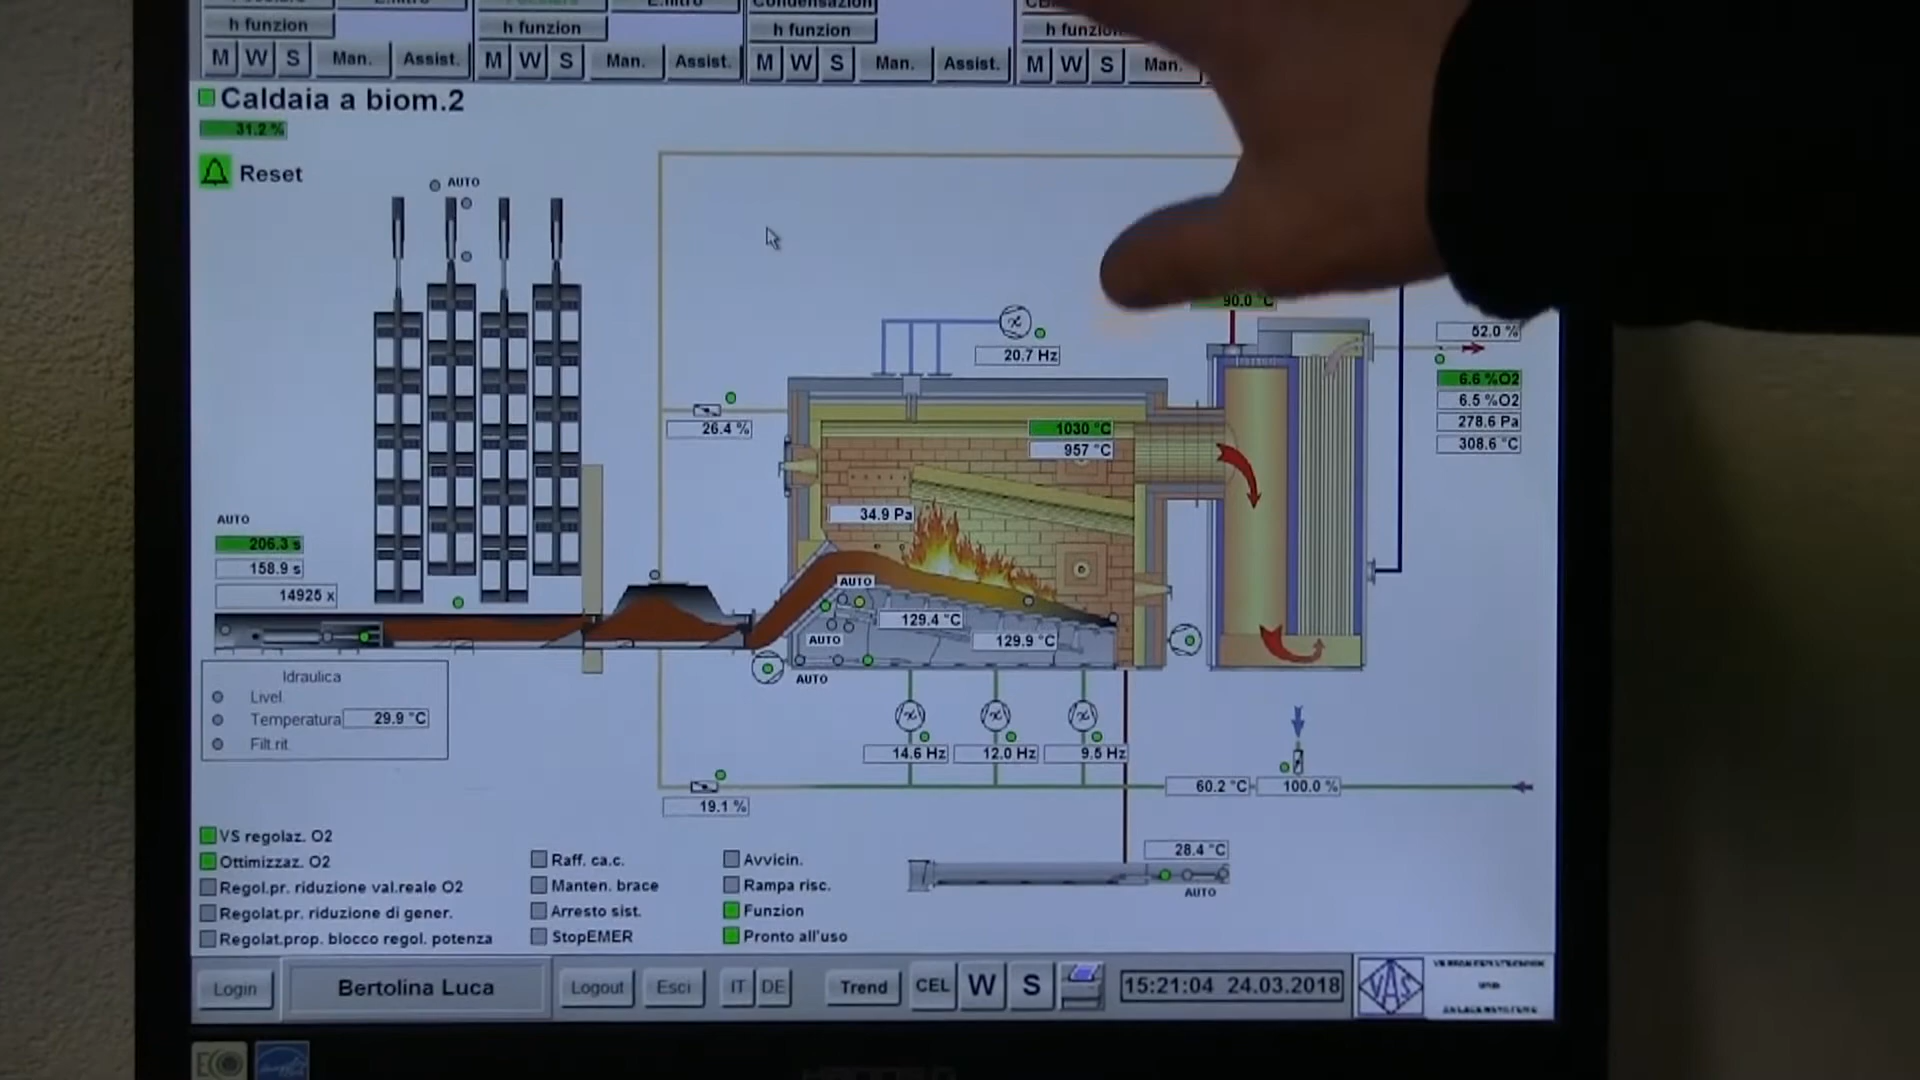 h funzion
h funzion
h funzion
M W S Man. Assist.
M W S Man. Assist.
M W S Man. Assist.
M W S Man.
Caldaia a biom.2
31.2 %
Reset
AUTO
90.0 °C
52.0 %
20.7 Hz
6.6 %O2
6.5 %O2
278.6 Pa
308.6 °C
26.4 %
1030 °C
957 °C
34.9 Pa
AUTO
206.3 s
158.9 s
14925 x
AUTO
129.4 °C
AUTO
129.9 °C
AUTO
Idraulica
Livel.
Temperatura 29.9 °C
Filt.rit.
14.6 Hz
12.0 Hz
9.5 Hz
60.2 °C
100.0 %
19.1 %
28.4 °C
AUTO
VS regolaz. O2
Ottimizzaz. O2
Regol.pr. riduzione val.reale O2
Regolat.pr. riduzione di gener.
Regolat.prop. blocco regol. potenza
Raff. ca.c.
Manten. brace
Arresto sist.
StopEMER
Avvicin.
Rampa risc.
Funzion
Pronto all'uso
Login
Bertolina Luca
Logout
Esci
IT DE
Trend
CEL W S
15:21:04 24.03.2018
VAS